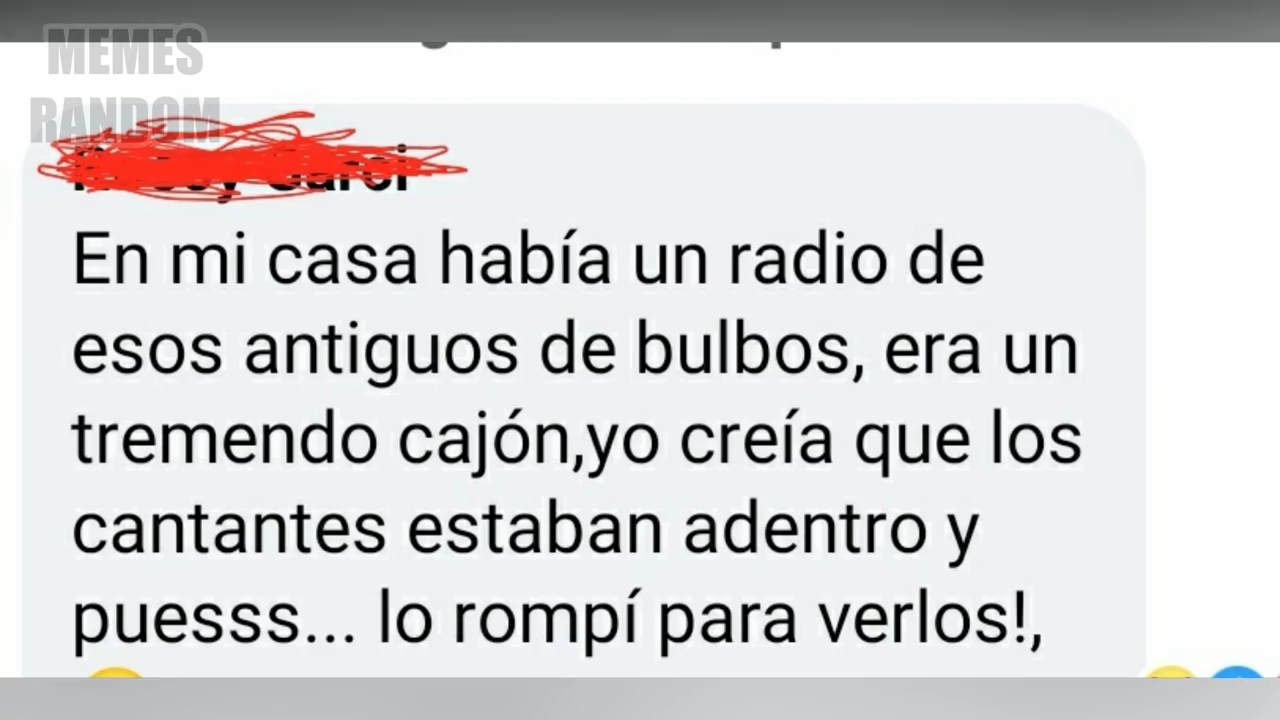 MEMES
RANDOM
En mi casa había un radio de
esos antiguos de bulbos, era un
tremendo cajón,yo creía que los
cantantes estaban adentro y
puesss... lo rompí para verlos!,